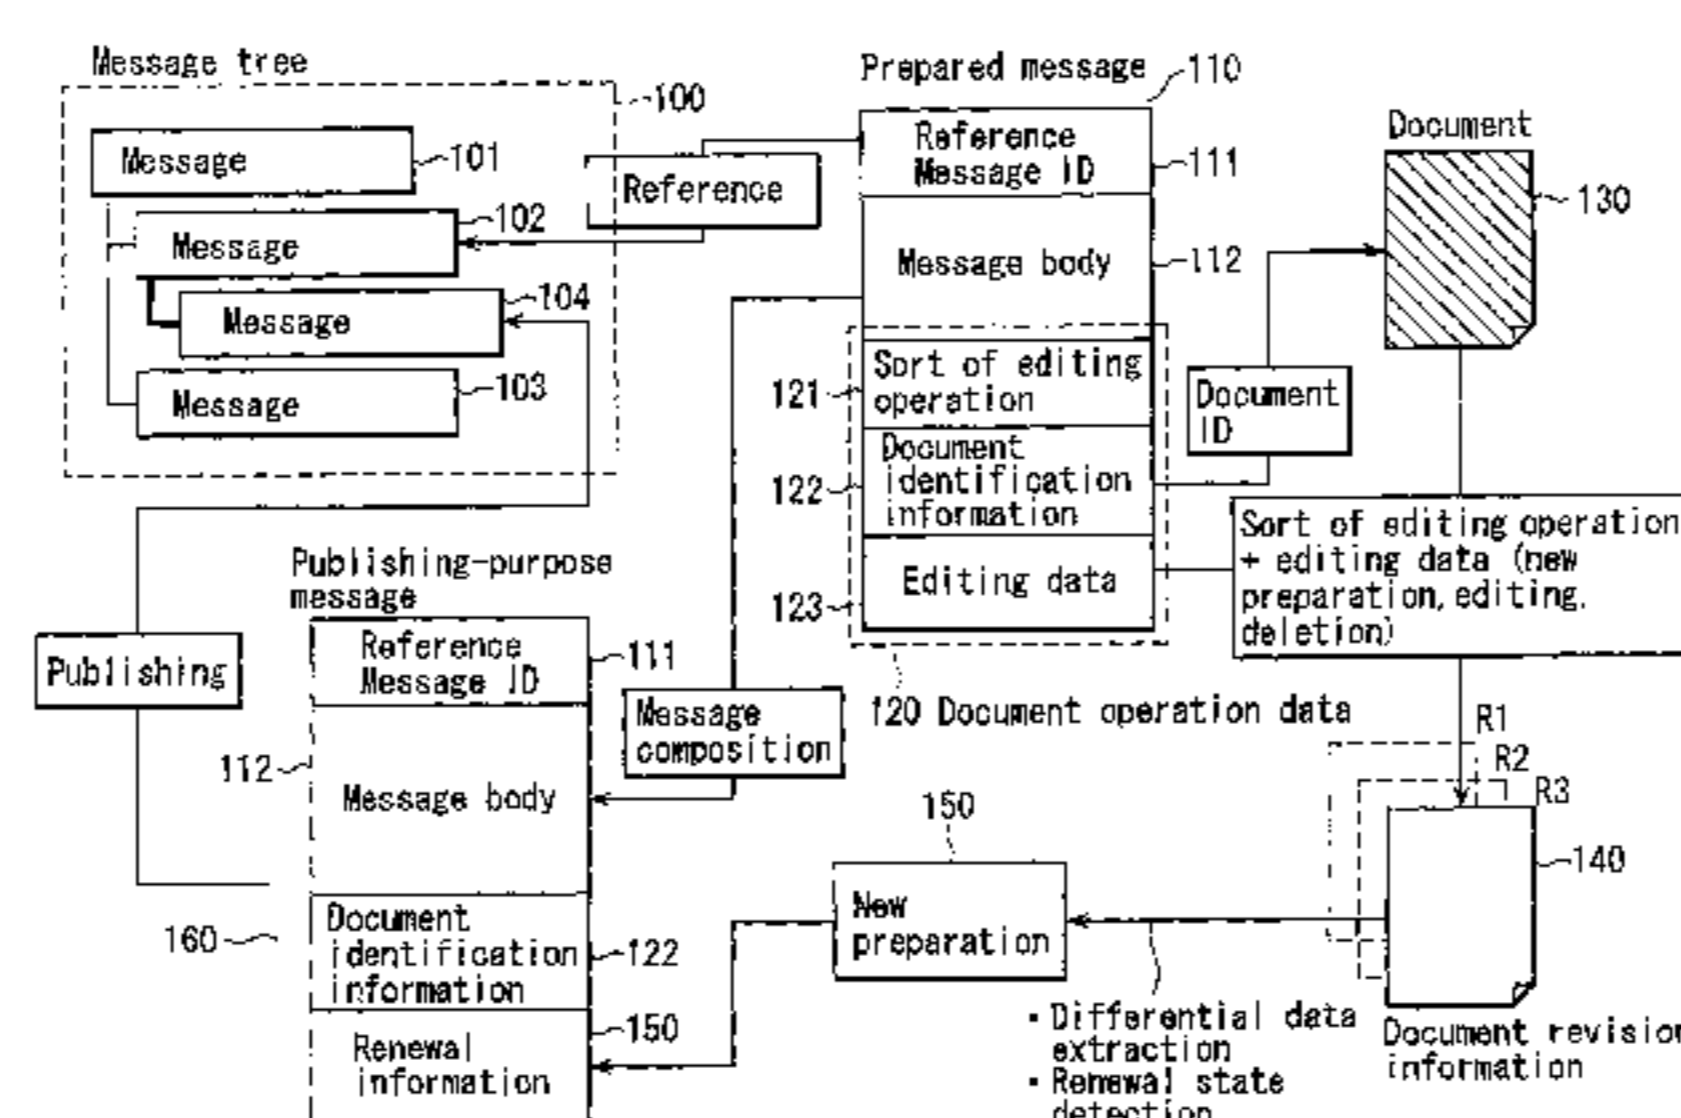 Message tree
100
Message
101
Message
102
Message
104
Message
103
Reference
Prepared message
110
Reference
Message ID
111
Message body
112
Sort of editing
operation
121
Document
identification
information
122
Editing data
123
120 Document operation data
Document
130
Document
ID
Sort of editing operation
+ editing data (new
preparation, editing,
deletion)
R1
R2
R3
140
Document revision
information
Publishing-purpose
message
Publishing
Reference
Message ID
111
Message
composition
112
Message body
150
New
preparation
160
Document
identification
information
122
150
Renewal
information
• Differential data
extraction
• Renewal state
detection